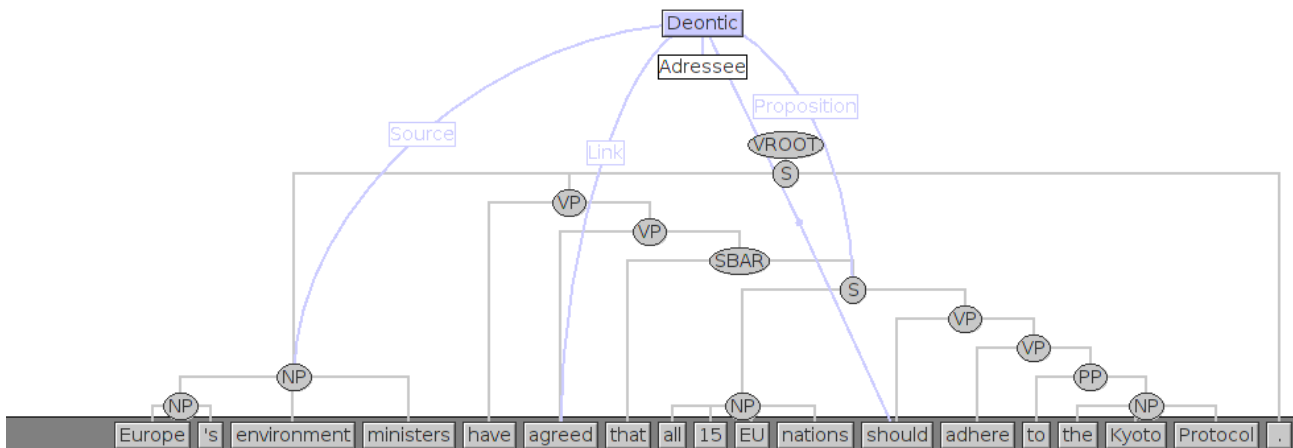 Deontic
Adressee
Proposition
Source
VROOT
Link
S
VP
VP
SBAR
S
VP
VP
NP PP
NP NP NP
Europe 's environment ministers have agreed that all 15 EU nations should adhere to the Kyoto Protocol .